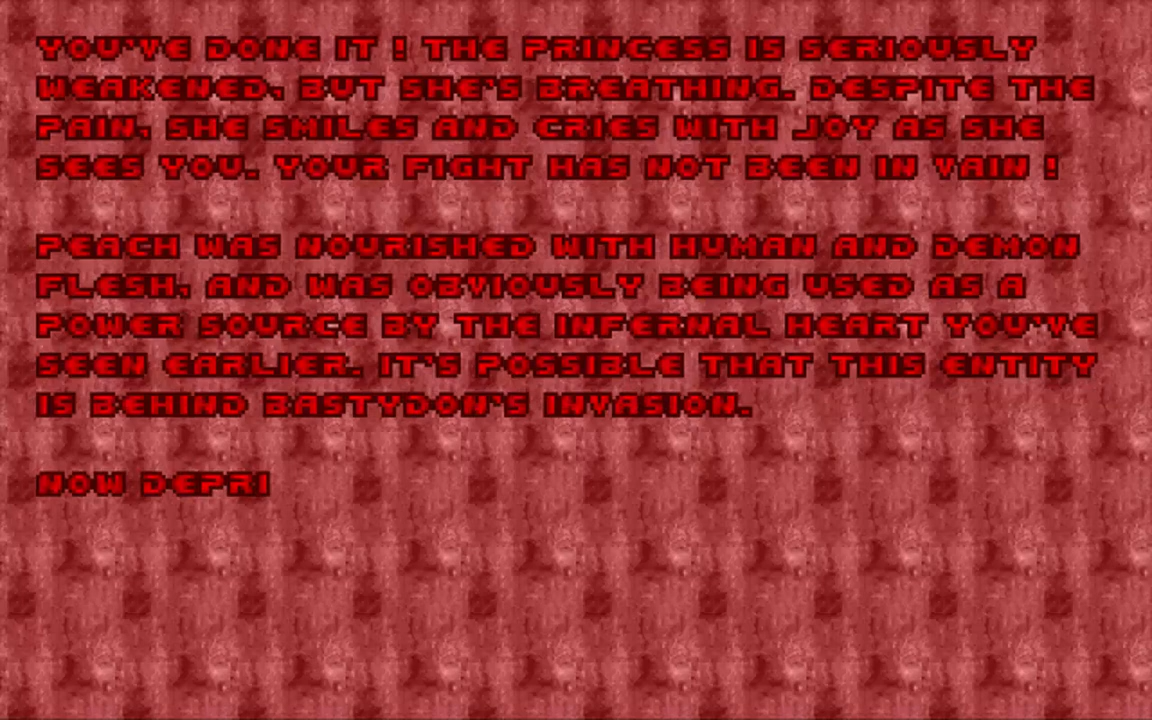 YOU'VE DONE IT ! THE PRINCESS IS SERIOUSLY
WEAKENED, BUT SHE'S BREATHING. DESPITE THE
PAIN, SHE SMILES AND CRIES WITH JOY AS SHE
SEES YOU. YOUR FIGHT HAS NOT BEEN IN VAIN !
PEACH WAS NOURISHED WITH HUMAN AND DEMON
FLESH, AND WAS OBVIOUSLY BEING USED AS A
POWER SOURCE BY THE INFERNAL HEART YOU'VE
SEEN EARLIER. IT'S POSSIBLE THAT THIS ENTITY
IS BEHIND BASTYDON'S INVASION.
NOW DEPRI